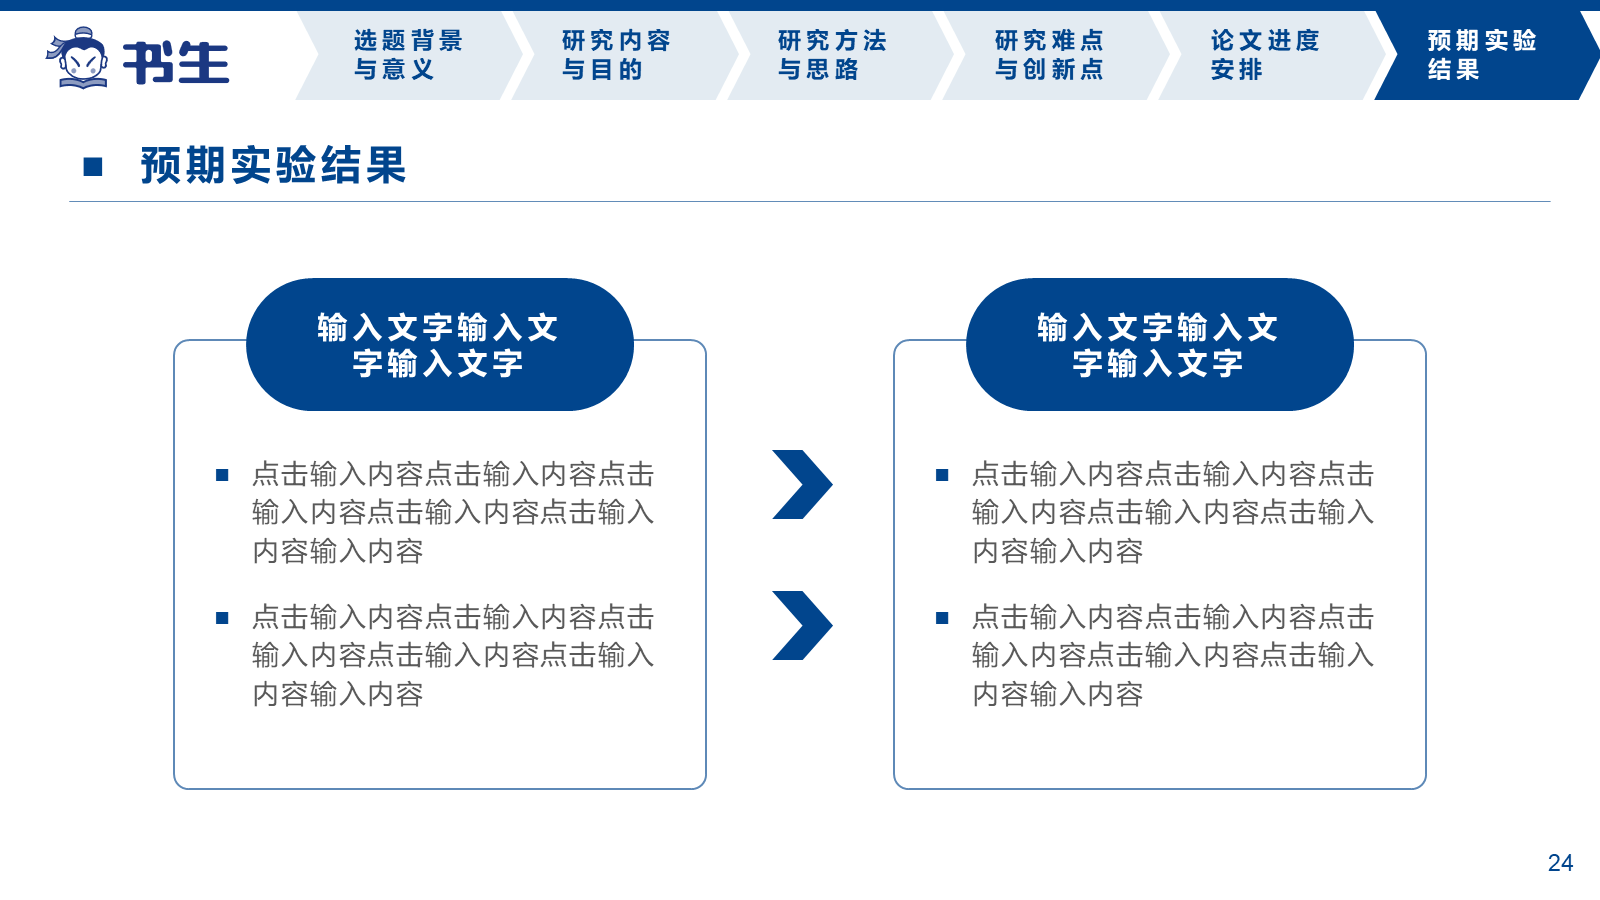 书生
选题背景
与意义
研究内容
与目的
研究方法
与思路
研究难点
与创新点
论文进度
安排
预期实验
结果
■ 预期实验结果
输入文字输入文
字输入文字
■ 点击输入内容点击输入内容点击
输入内容点击输入内容点击输入
内容输入内容
■ 点击输入内容点击输入内容点击
输入内容点击输入内容点击输入
内容输入内容
输入文字输入文
字输入文字
■ 点击输入内容点击输入内容点击
输入内容点击输入内容点击输入
内容输入内容
■ 点击输入内容点击输入内容点击
输入内容点击输入内容点击输入
内容输入内容
24